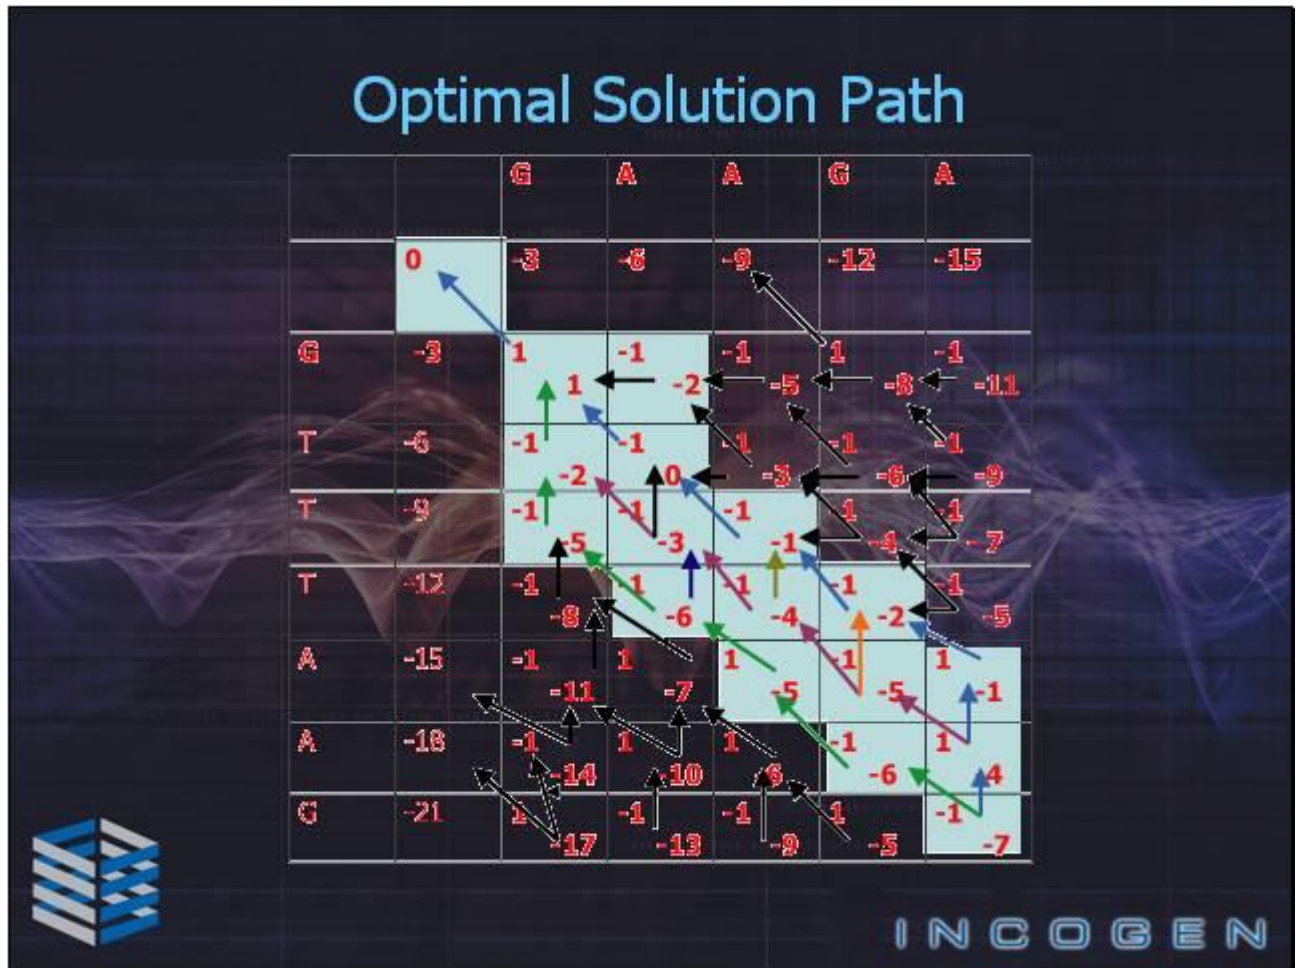 Optimal Solution Path
G A A G A
0 -3 -6 -9 -12 -15
G -3 1 -1 -1 1 -1
1 -2 -5 -8 -11
T -6 -1 -1 -1 -1 -1
-2 0 -3 -6 -9
T -9 -1 -1 -1 1 -1
-5 -3 -1 -4 -7
T -12 -1 -1 -1 -1 -1
-8 -6 -4 -2 -5
A -15 -1 1 1 -1 1
-11 -7 -5 -5 -1
A -18 -1 1 1 -1 1
-14 -10 6 -6 4
G -21 1 -1 -1 1 -1
-17 -13 -9 -5 -7
INCOGEN